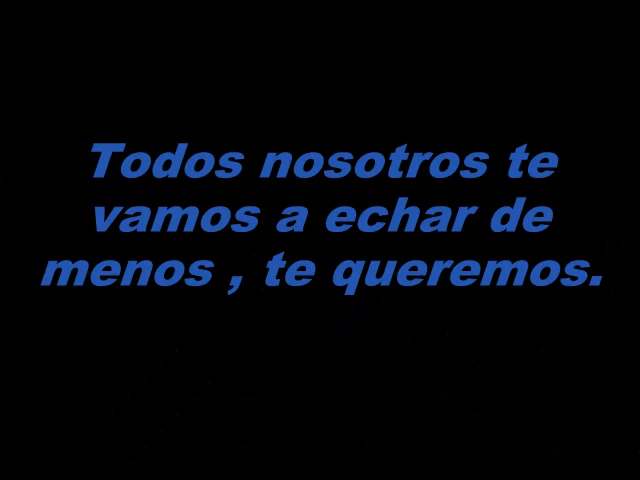 Todos nosotros te
vamos a echar de
menos , te queremos.